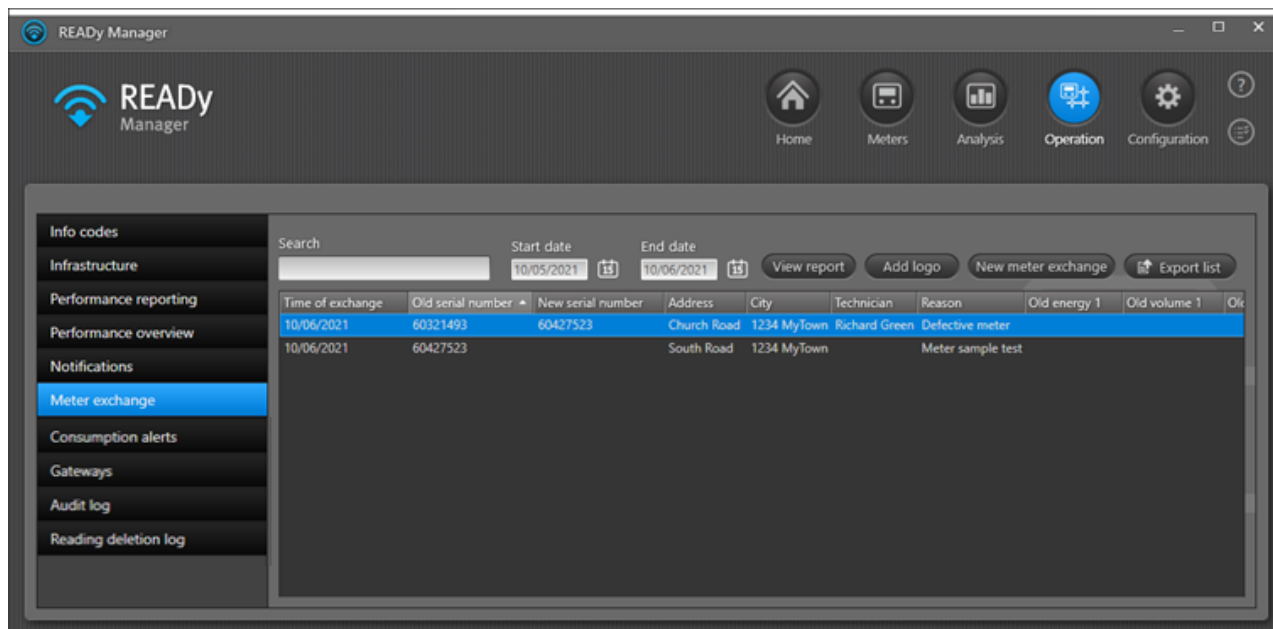 READy Manager
READy
Manager
Home Meters Analysis Operation Configuration
Info codes
Infrastructure
Performance reporting
Performance overview
Notifications
Meter exchange
Consumption alerts
Gateways
Audit log
Reading deletion log
Search Start date End date
10/05/2021 15 10/06/2021 15 View report Add logo New meter exchange Export list
Time of exchange Old serial number New serial number Address City Technician Reason Old energy 1 Old volume 1
10/06/2021 60321493 60427523 Church Road 1234 MyTown Richard Green Defective meter
10/06/2021 60427523 South Road 1234 MyTown Meter sample test